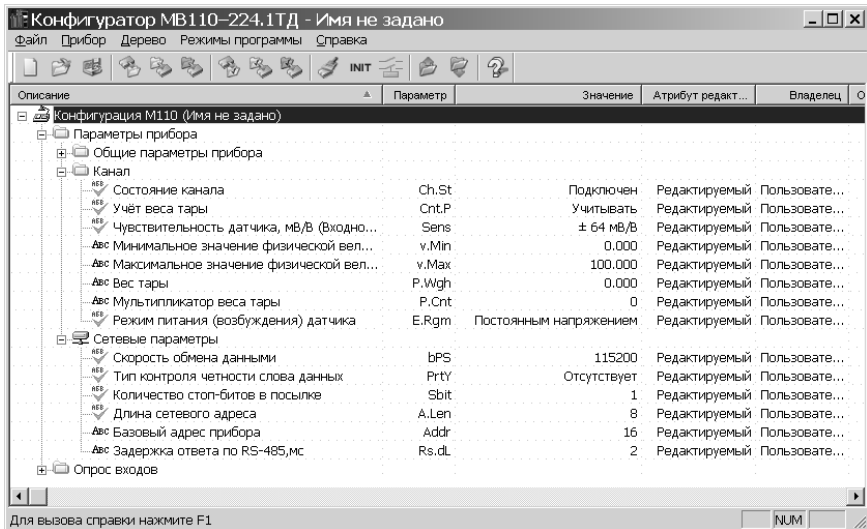 Конфигуратор МВ110–224.1ТД - Имя не задано
Файл Прибор Дерево Режимы программы Справка
INIT
Описание Параметр Значение Атрибут редакт... Владелец О
Конфигурация М110 (Имя не задано)
Параметры прибора
Общие параметры прибора
Канал
Состояние канала Ch.St Подключен Редактируемый Пользовате...
Учёт веса тары Cnt.P Учитывать Редактируемый Пользовате...
Чувствительность датчика, мВ/В (Входно... Sens ± 64 мВ/В Редактируемый Пользовате...
Минимальное значение физической вел... v.Min 0.000 Редактируемый Пользовате...
Максимальное значение физической вел... v.Max 100.000 Редактируемый Пользовате...
Вес тары P.Wgh 0.000 Редактируемый Пользовате...
Мультипликатор веса тары P.Cnt 0 Редактируемый Пользовате...
Режим питания (возбуждения) датчика E.Rgm Постоянным напряжением Редактируемый Пользовате...
Сетевые параметры
Скорость обмена данными bPS 115200 Редактируемый Пользовате...
Тип контроля четности слова данных PrtY Отсутствует Редактируемый Пользовате...
Количество стоп-битов в посылке Sbit 1 Редактируемый Пользовате...
Длина сетевого адреса A.Len 8 Редактируемый Пользовате...
Базовый адрес прибора Addr 16 Редактируемый Пользовате...
Задержка ответа по RS-485,мс Rs.dL 2 Редактируемый Пользовате...
Опрос входов
Для вызова справки нажмите F1 NUM